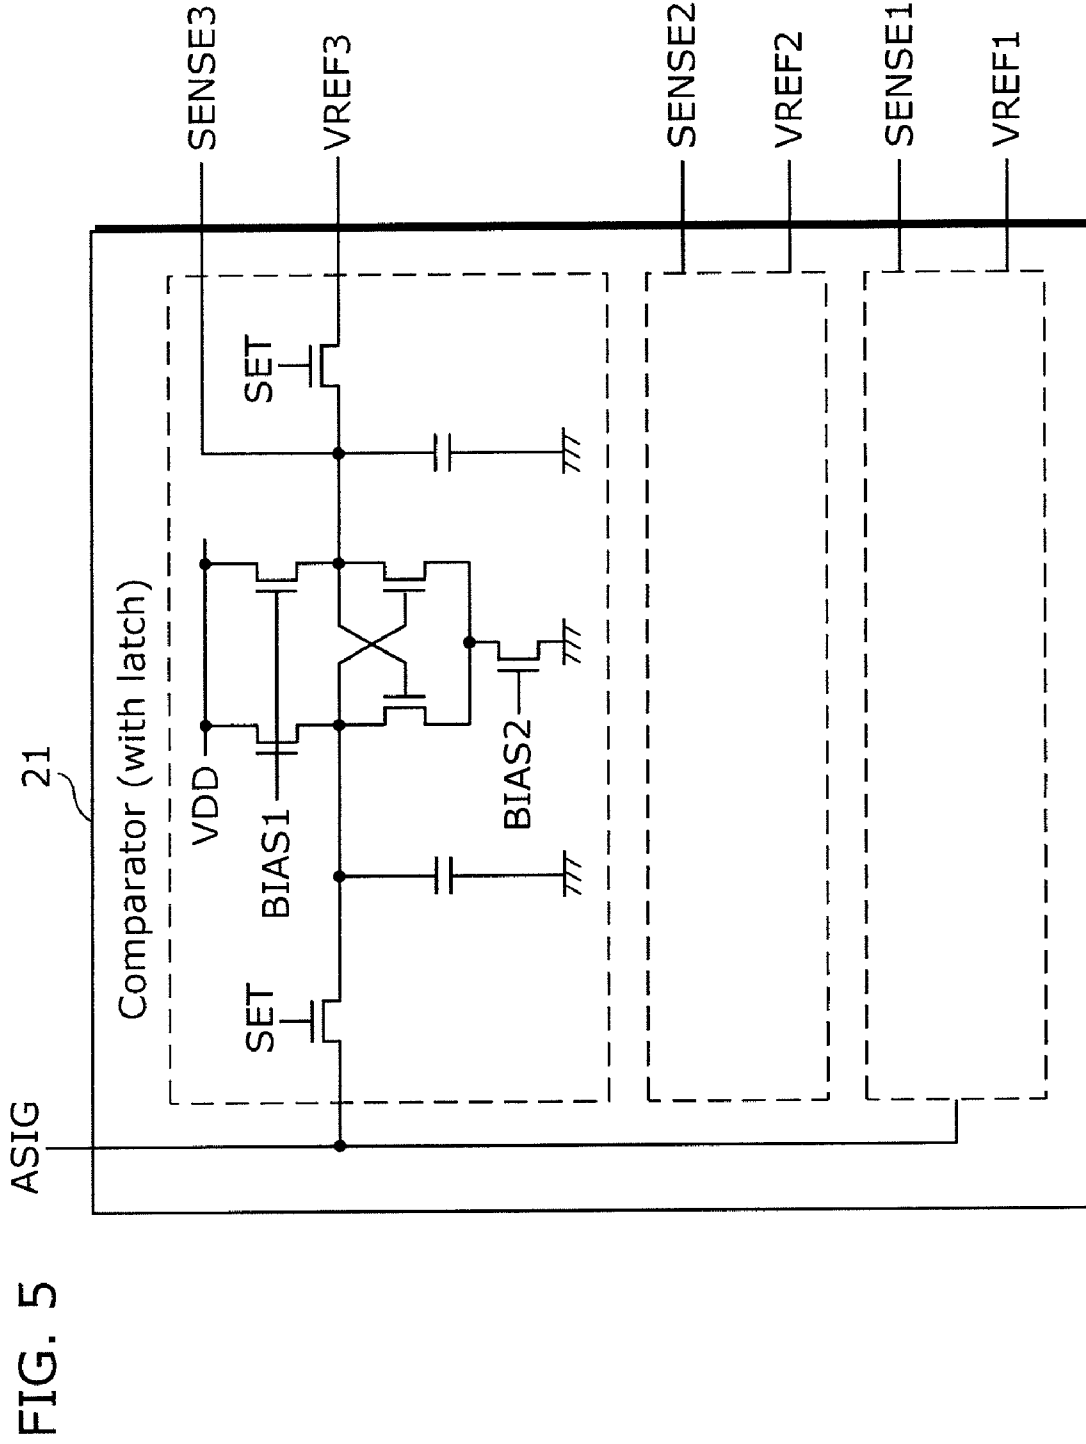 FIG. 5
21
ASIG
Comparator (with latch)
VDD
BIAS1
SET
SET
BIAS2
SENSE3
VREF3
SENSE2
VREF2
SENSE1
VREF1